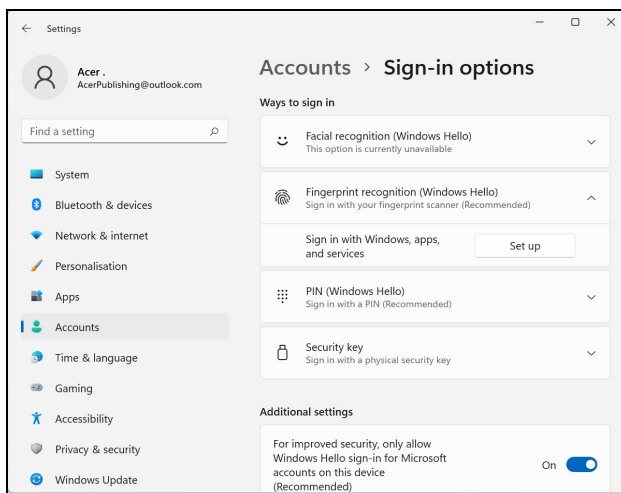 Settings
Acer .
AcerPublishing@outlook.com
Find a setting
System
Bluetooth & devices
Network & internet
Personalisation
Apps
Accounts
Time & language
Gaming
Accessibility
Privacy & security
Windows Update
Accounts > Sign-in options
Ways to sign in
Facial recognition (Windows Hello)
This option is currently unavailable
Fingerprint recognition (Windows Hello)
Sign in with your fingerprint scanner (Recommended)
Sign in with Windows, apps,
and services
Set up
PIN (Windows Hello)
Sign in with a PIN (Recommended)
Security key
Sign in with a physical security key
Additional settings
For improved security, only allow
Windows Hello sign-in for Microsoft
accounts on this device
(Recommended)
On